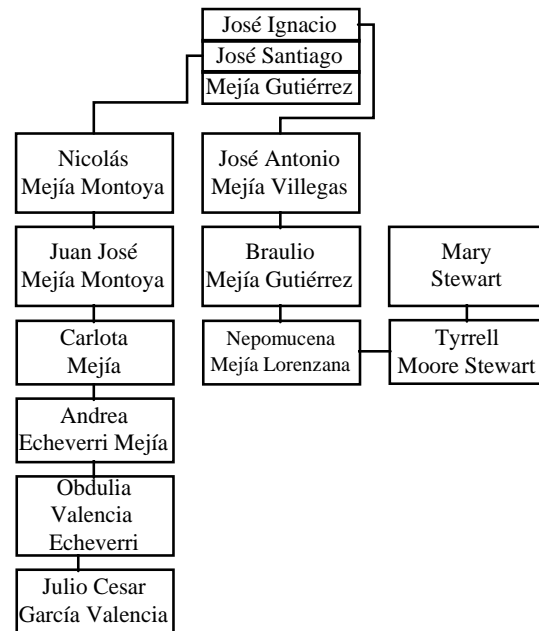 José Ignacio
José Santiago
Mejía Gutiérrez
Nicolás
Mejía Montoya
José Antonio
Mejía Villegas
Juan José
Mejía Montoya
Braulio
Mejía Gutiérrez
Mary
Stewart
Carlota
Mejía
Nepomucena
Mejía Lorenzana
Tyrrell
Moore Stewart
Andrea
Echeverri Mejía
Obdulia
Valencia
Echeverri
Julio Cesar
García Valencia